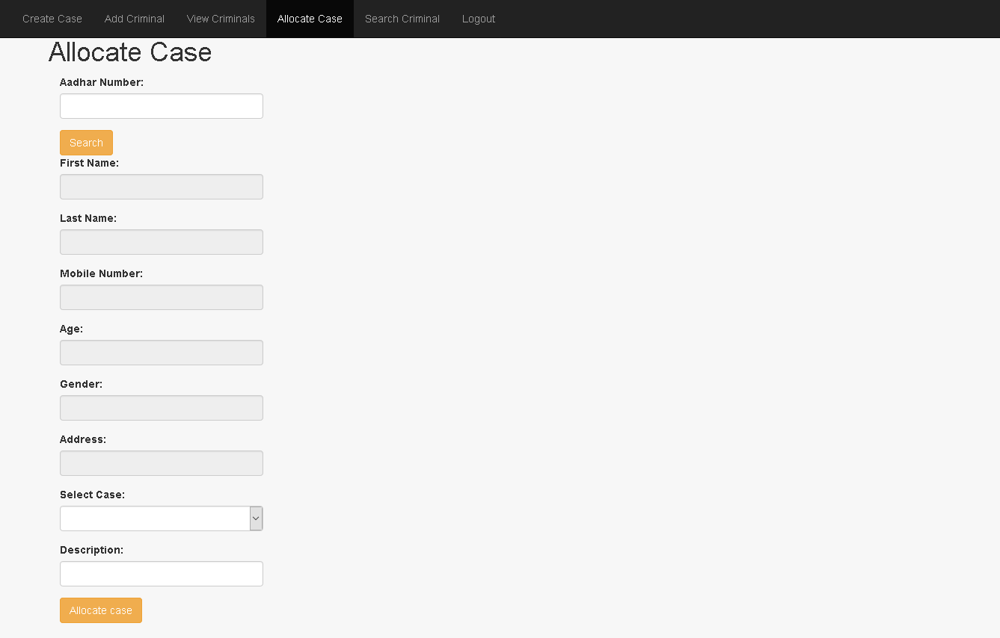 Create Case Add Criminal View Criminals Allocate Case Search Criminal Logout
Allocate Case
Aadhar Number:
Search
First Name:
Last Name:
Mobile Number:
Age:
Gender:
Address:
Select Case:
Description:
Allocate case